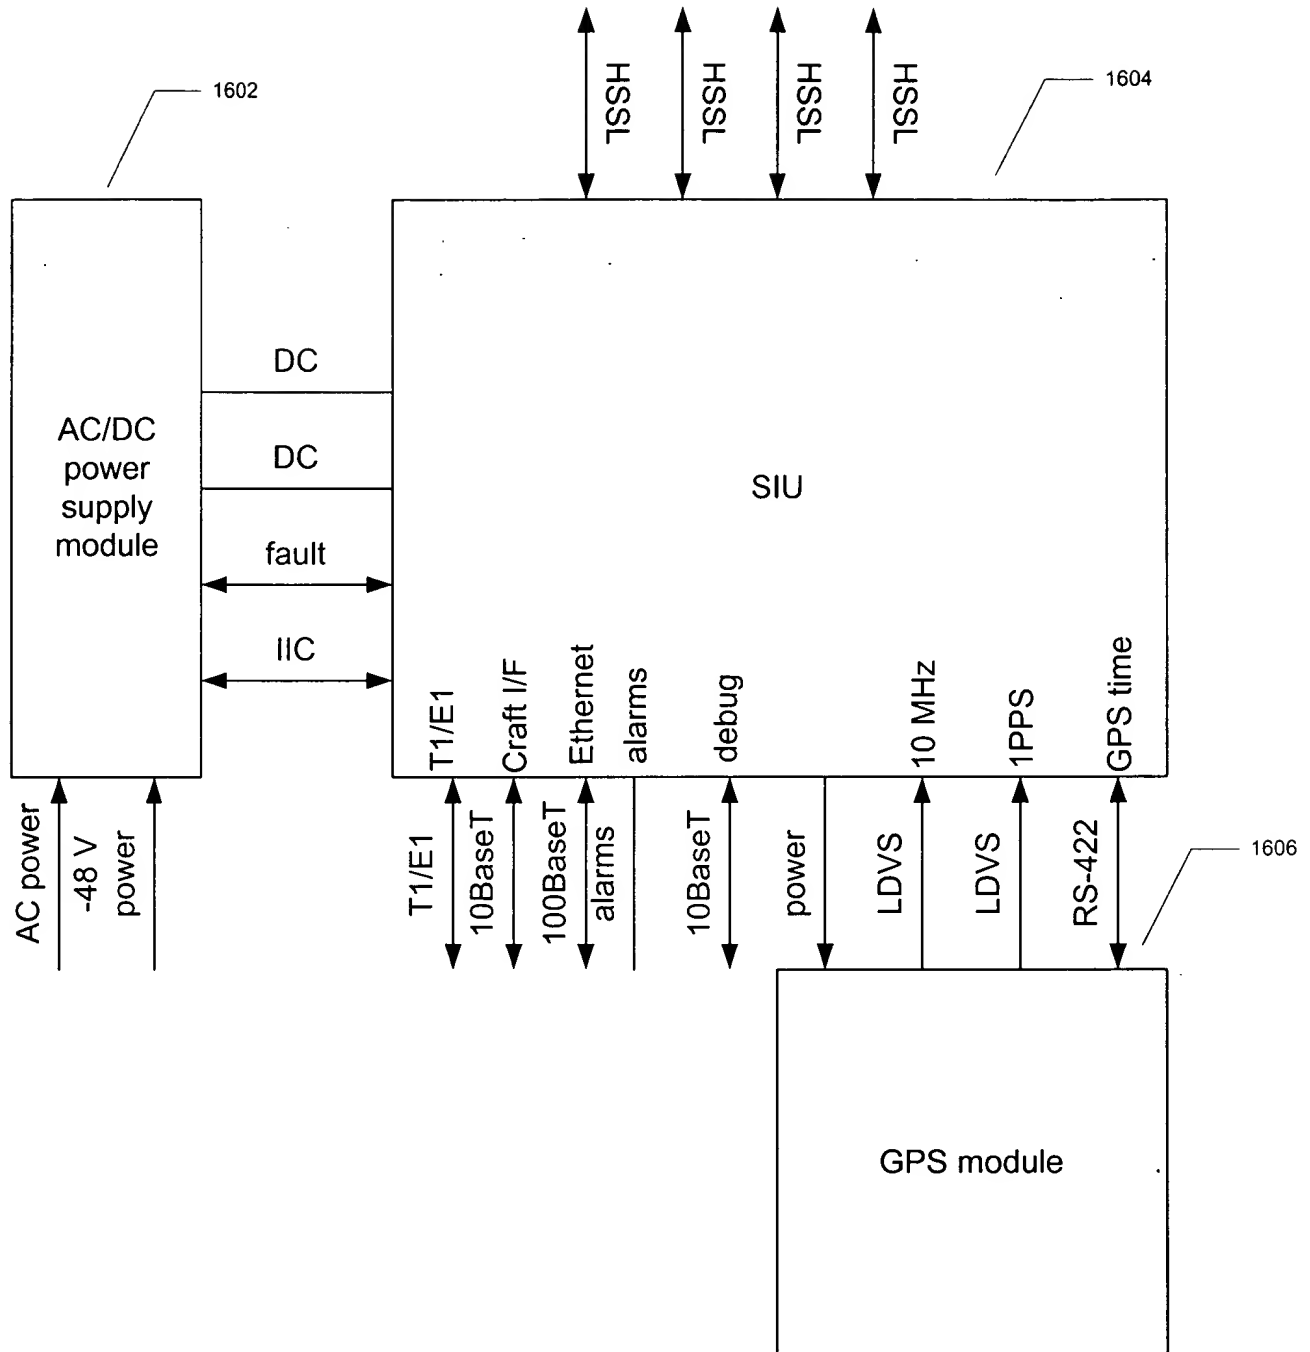 HSSL
HSSL
HSSL
HSSL
1602
1604
DC
AC/DC
power
supply
module
DC
SIU
fault
IIC
T1/E1
Craft I/F
Ethernet
alarms
debug
10 MHz
1PPS
GPS time
AC power
-48 V
power
T1/E1
10BaseT
100BaseT
alarms
10BaseT
power
LDVS
LDVS
RS-422
1606
GPS module